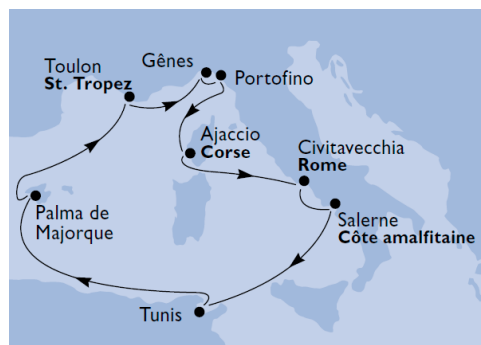 Toulon
St. Tropez
Gênes
Portofino
Ajaccio
Corse
Civitavecchia
Rome
Salerne
Côte amalfitaine
Palma de
Majorque
Tunis